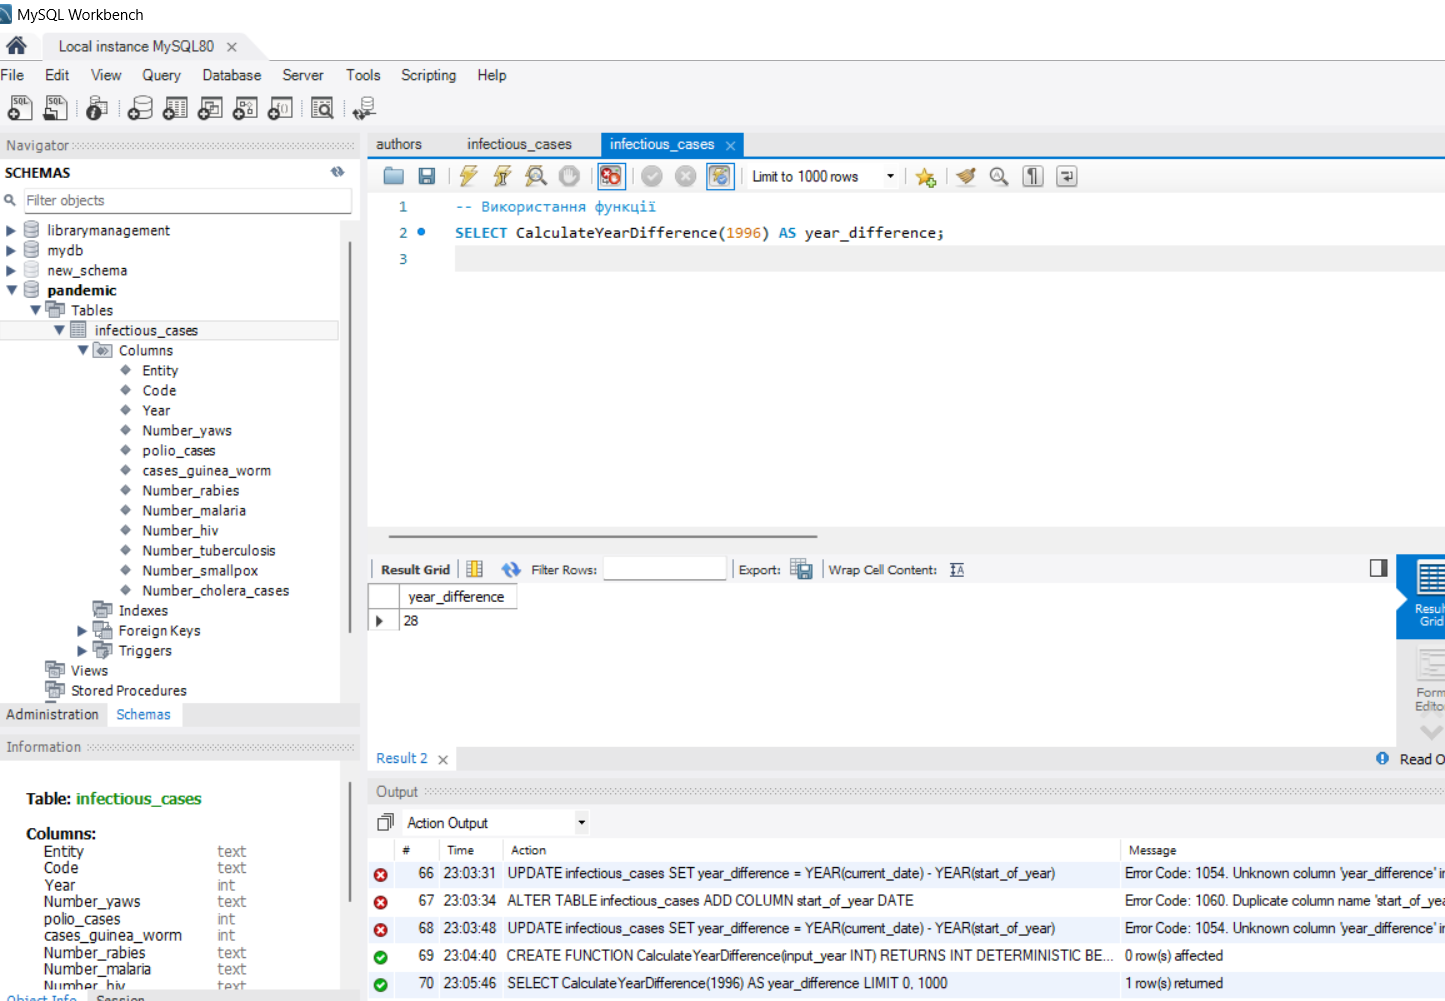 MySQL Workbench
Local instance MySQL80
File Edit View Query Database Server Tools Scripting Help
Navigator
SCHEMAS
Filter objects
librarymanagement
mydb
new_schema
pandemic
Tables
infectious_cases
Columns
Entity
Code
Year
Number_yaws
polio_cases
cases_guinea_worm
Number_rabies
Number_malaria
Number_hiv
Number_tuberculosis
Number_smallpox
Number_cholera_cases
Indexes
Foreign Keys
Triggers
Views
Stored Procedures
Administration Schemas
Information
Table: infectious_cases
Columns:
Entity text
Code text
Year int
Number_yaws text
polio_cases int
cases_guinea_worm int
Number_rabies text
Number_malaria text
Number_hiv text
Object Info Session
authors infectious_cases infectious_cases
Limit to 1000 rows
1 -- Використання функції
2 SELECT CalculateYearDifference(1996) AS year_difference;
3
Result Grid Filter Rows: Export: Wrap Cell Content:
year_difference
28
Resul
Grid
Form
Edito
Result 2
Read O
Output
Action Output
# Time Action Message
66 23:03:31 UPDATE infectious_cases SET year_difference = YEAR(current_date) - YEAR(start_of_year) Error Code: 1054. Unknown column 'year_difference' i
67 23:03:34 ALTER TABLE infectious_cases ADD COLUMN start_of_year DATE Error Code: 1060. Duplicate column name 'start_of_yea
68 23:03:48 UPDATE infectious_cases SET year_difference = YEAR(current_date) - YEAR(start_of_year) Error Code: 1054. Unknown column 'year_difference' i
69 23:04:40 CREATE FUNCTION CalculateYearDifference(input_year INT) RETURNS INT DETERMINISTIC BE... 0 row(s) affected
70 23:05:46 SELECT CalculateYearDifference(1996) AS year_difference LIMIT 0, 1000 1 row(s) returned